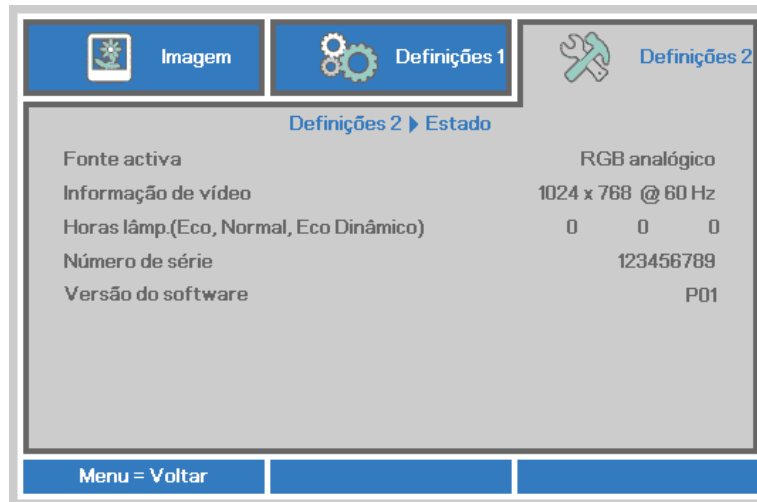 Imagem
Definições 1
Definições 2
Definições 2 ▶ Estado
Fonte activa RGB analógico
Informação de vídeo 1024 x 768 @ 60 Hz
Horas lâmp.(Eco, Normal, Eco Dinâmico) 0 0 0
Número de série 123456789
Versão do software P01
Menu = Voltar